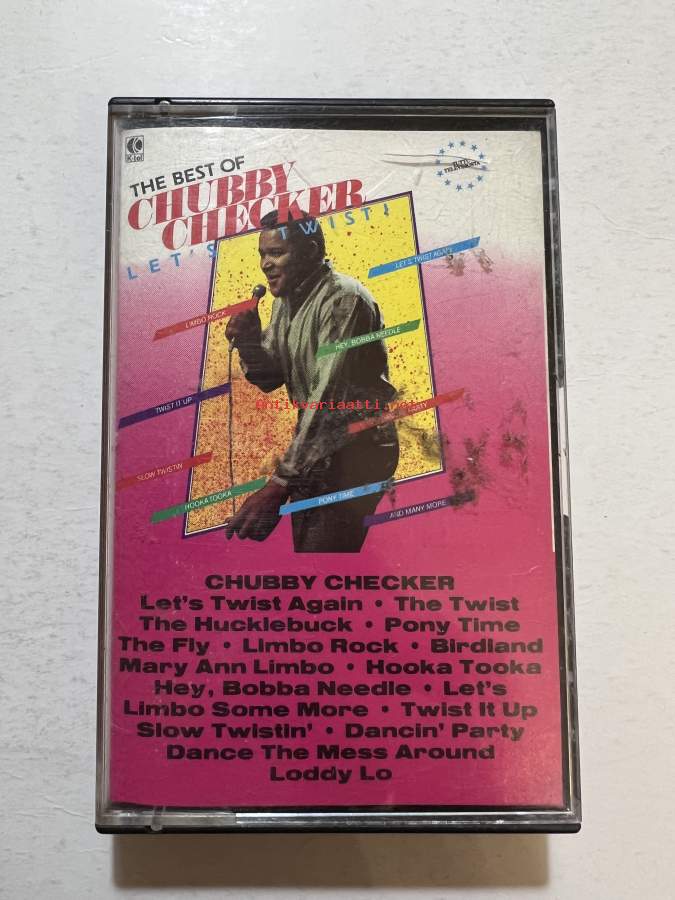 K-tel
THE BEST OF
CHUBBY
CHECKER
LET'S TWIST!
LET'S TWIST AGAIN
LIMBO ROCK
HEY, BOBBA NEEDLE
TWIST IT UP
antikvariaatti.net
PARTY
SLOW TWISTIN'
HOOKA TOOKA
PONY TIME
AND MANY MORE
CHUBBY CHECKER
Let's Twist Again • The Twist
The Hucklebuck • Pony Time
The Fly • Limbo Rock • Birdland
Mary Ann Limbo • Hooka Tooka
Hey, Bobba Needle • Let's
Limbo Some More • Twist It Up
Slow Twistin' • Dancin' Party
Dance The Mess Around
Loddy Lo